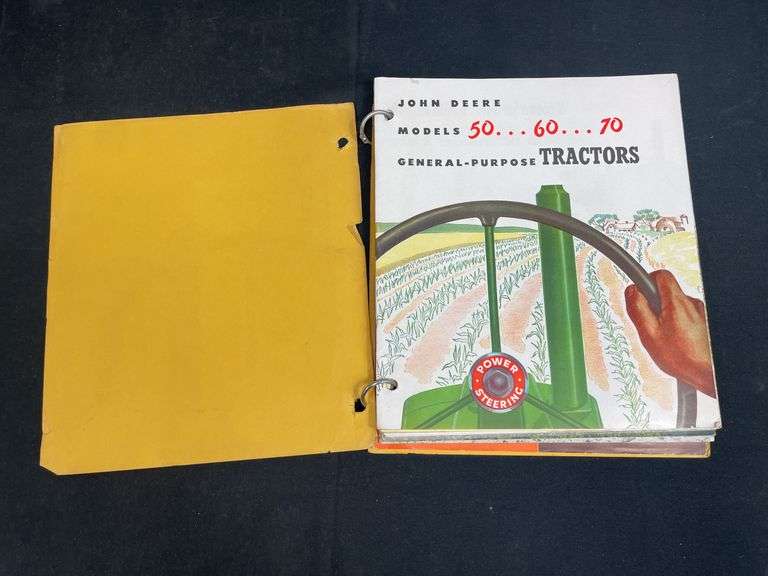 JOHN DEERE
MODELS 50...60...70
GENERAL-PURPOSE TRACTORS
POWER
STEERING